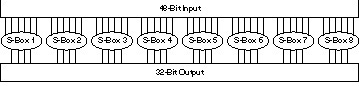 48-Bit Input
S-Box 1 S-Box 2 S-Box 3 S-Box 4 S-Box 5 S-Box 6 S-Box 7 S-Box 8
32-Bit Output